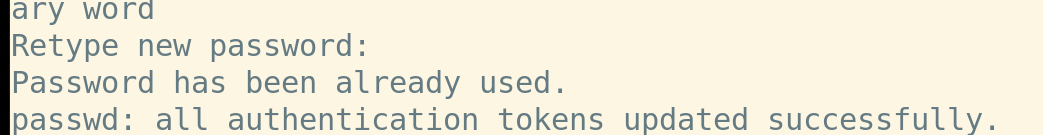 ary word
Retype new password:
Password has been already used.
passwd: all authentication tokens updated successfully.